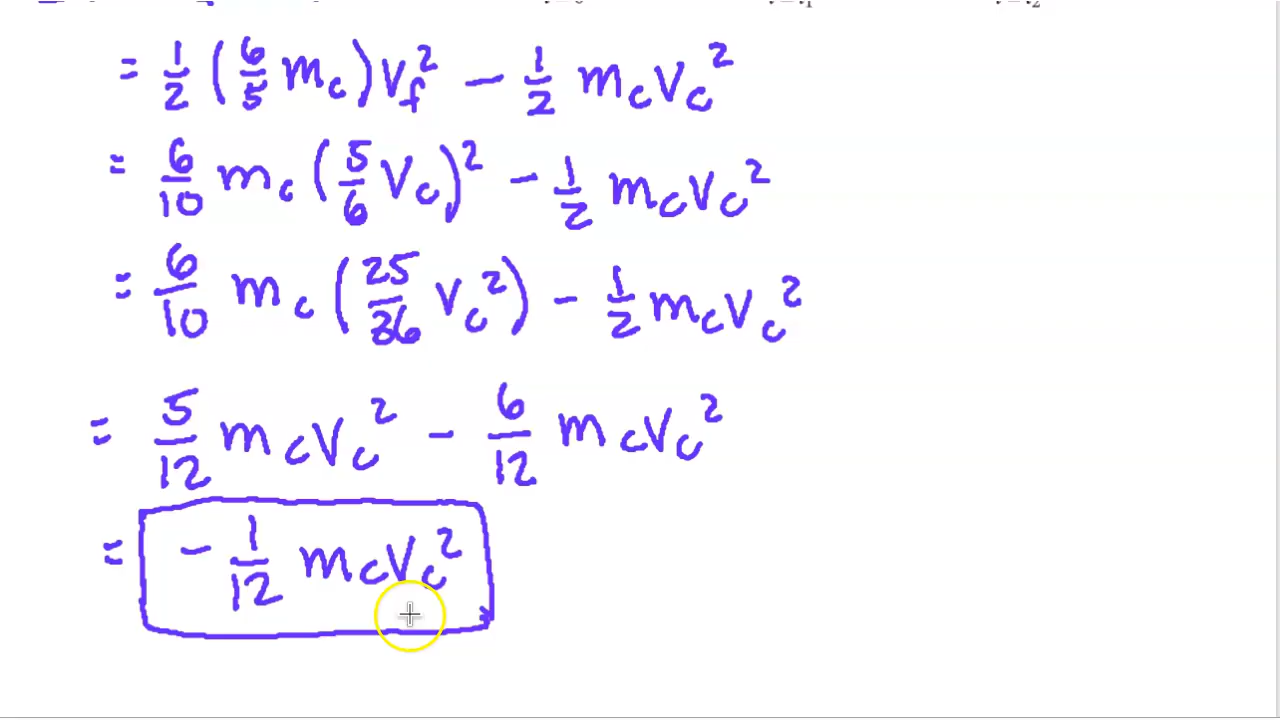 = 1/2 (6/5 m_c) V_f^2 - 1/2 m_c V_c^2
= 6/10 m_c (5/6 V_c)^2 - 1/2 m_c V_c^2
= 6/10 m_c (25/36 V_c^2) - 1/2 m_c V_c^2
= 5/12 m_c V_c^2 - 6/12 m_c V_c^2
= -1/12 m_c V_c^2